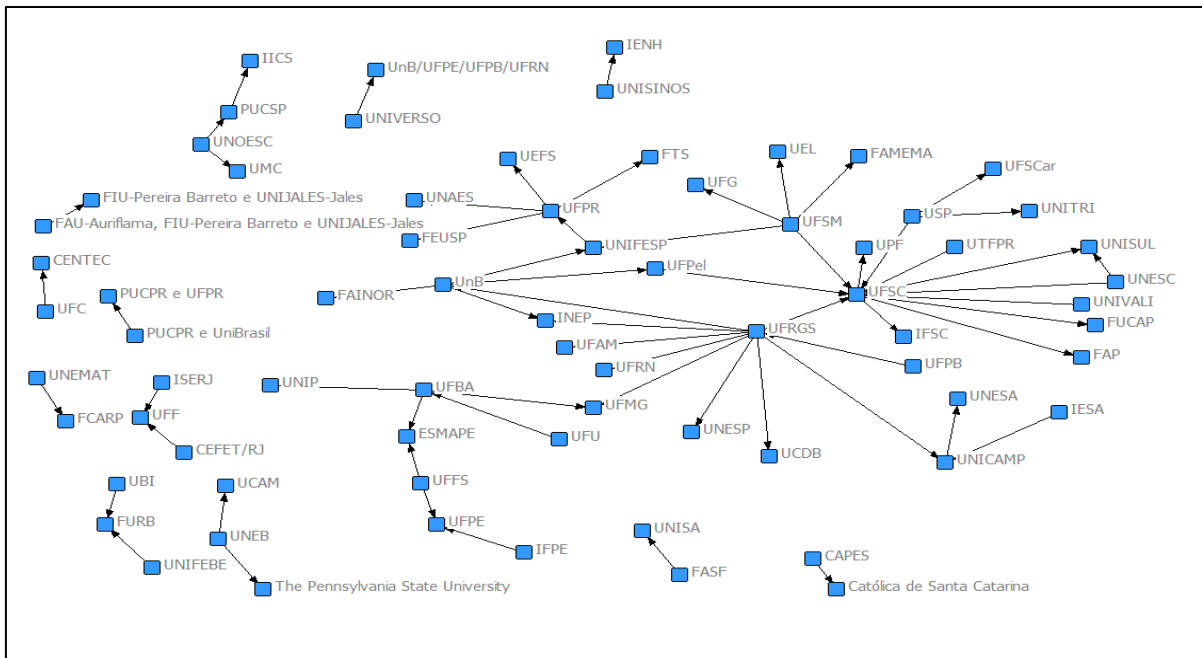 IENH
IICS
UnB/UFPE/UFPB/UFRN
UNISINOS
PUCSP
UNIVERSO
UNOESC
UEL
FAMEMA
UEFS
FTS
UMC
UFSCar
UFG
FIU-Pereira Barreto e UNIJALES-Jales
UNAES
UFPR
USP
UNITRI
FAU-Auriflama, FIU-Pereira Barreto e UNIJALES-Jales
UFSM
FEUSP
UNIFESP
UPF
UTFPR
UNISUL
CENTEC
UFPel
UnB
UNESC
PUCPR e UFPR
FAINOR
UFSC
UNIVALI
UFC
INEP
FUCAP
PUCPR e UniBrasil
UFRGS
IFSC
UFAM
FAP
UFRN
UFPB
UNEMAT
ISERJ
UNIP
UFBA
UNESA
UFMG
IESA
FCARP
UFF
UNESP
ESMAPE
UFU
CEFET/RJ
UCDB
UNICAMP
UBI
UCAM
UFFS
FURB
UFPE
UNISA
UNEB
IFPE
CAPES
UNIFEBE
FASF
The Pennsylvania State University
Católica de Santa Catarina